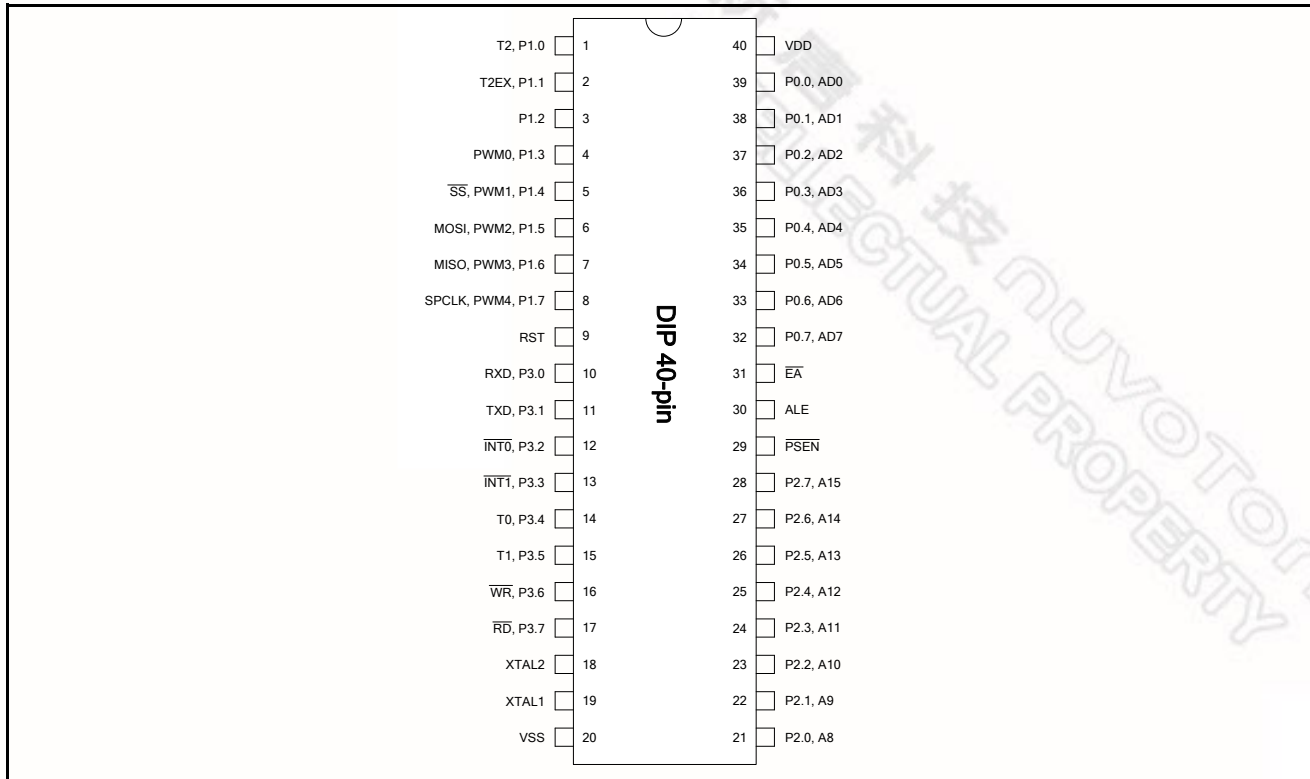 T2, P1.0 1 40 VDD
T2EX, P1.1 2 39 P0.0, AD0
P1.2 3 38 P0.1, AD1
PWM0, P1.3 4 37 P0.2, AD2
SS, PWM1, P1.4 5 36 P0.3, AD3
MOSI, PWM2, P1.5 6 35 P0.4, AD4
MISO, PWM3, P1.6 7 34 P0.5, AD5
SPCLK, PWM4, P1.7 8 33 P0.6, AD6
RST 9 32 P0.7, AD7
RXD, P3.0 10 31 EA
TXD, P3.1 11 30 ALE
INT0, P3.2 12 29 PSEN
INT1, P3.3 13 28 P2.7, A15
T0, P3.4 14 27 P2.6, A14
T1, P3.5 15 26 P2.5, A13
WR, P3.6 16 25 P2.4, A12
RD, P3.7 17 24 P2.3, A11
XTAL2 18 23 P2.2, A10
XTAL1 19 22 P2.1, A9
VSS 20 21 P2.0, A8
DIP 40-pin
唐科技 nuvoTon
PROPERTY